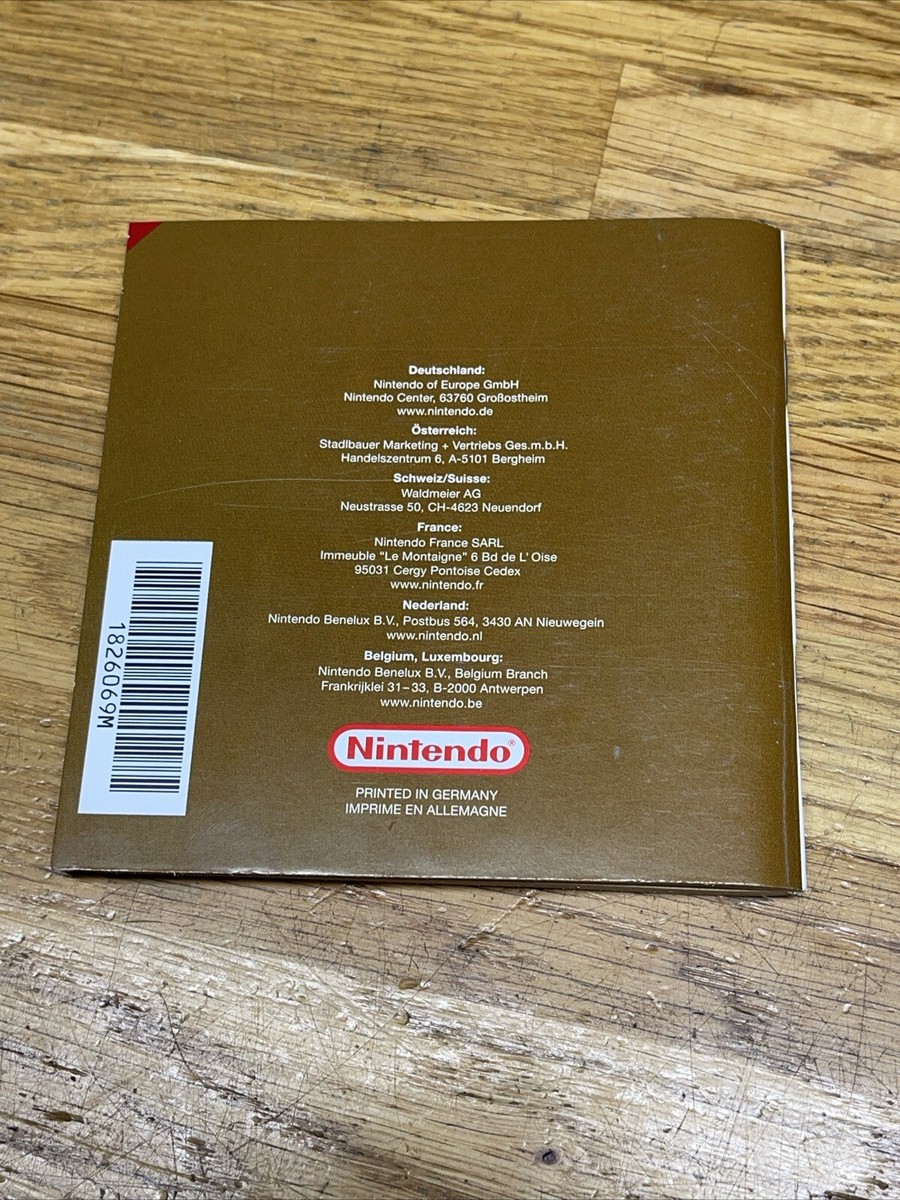 Deutschland:
Nintendo of Europe GmbH
Nintendo Center, 63760 Großostheim
www.nintendo.de
Österreich:
Stadlbauer Marketing + Vertriebs Ges.m.b.H.
Handelszentrum 6, A-5101 Bergheim
Schweiz/Suisse:
Waldmeier AG
Neustrasse 50, CH-4623 Neuendorf
France:
Nintendo France SARL
Immeuble "Le Montaigne" 6 Bd de L' Oise
95031 Cergy Pontoise Cedex
www.nintendo.fr
Nederland:
Nintendo Benelux B.V., Postbus 564, 3430 AN Nieuwegein
www.nintendo.nl
Belgium, Luxembourg:
Nintendo Benelux B.V., Belgium Branch
Frankrijklei 31–33, B-2000 Antwerpen
www.nintendo.be
Nintendo®
PRINTED IN GERMANY
IMPRIME EN ALLEMAGNE
1826069M